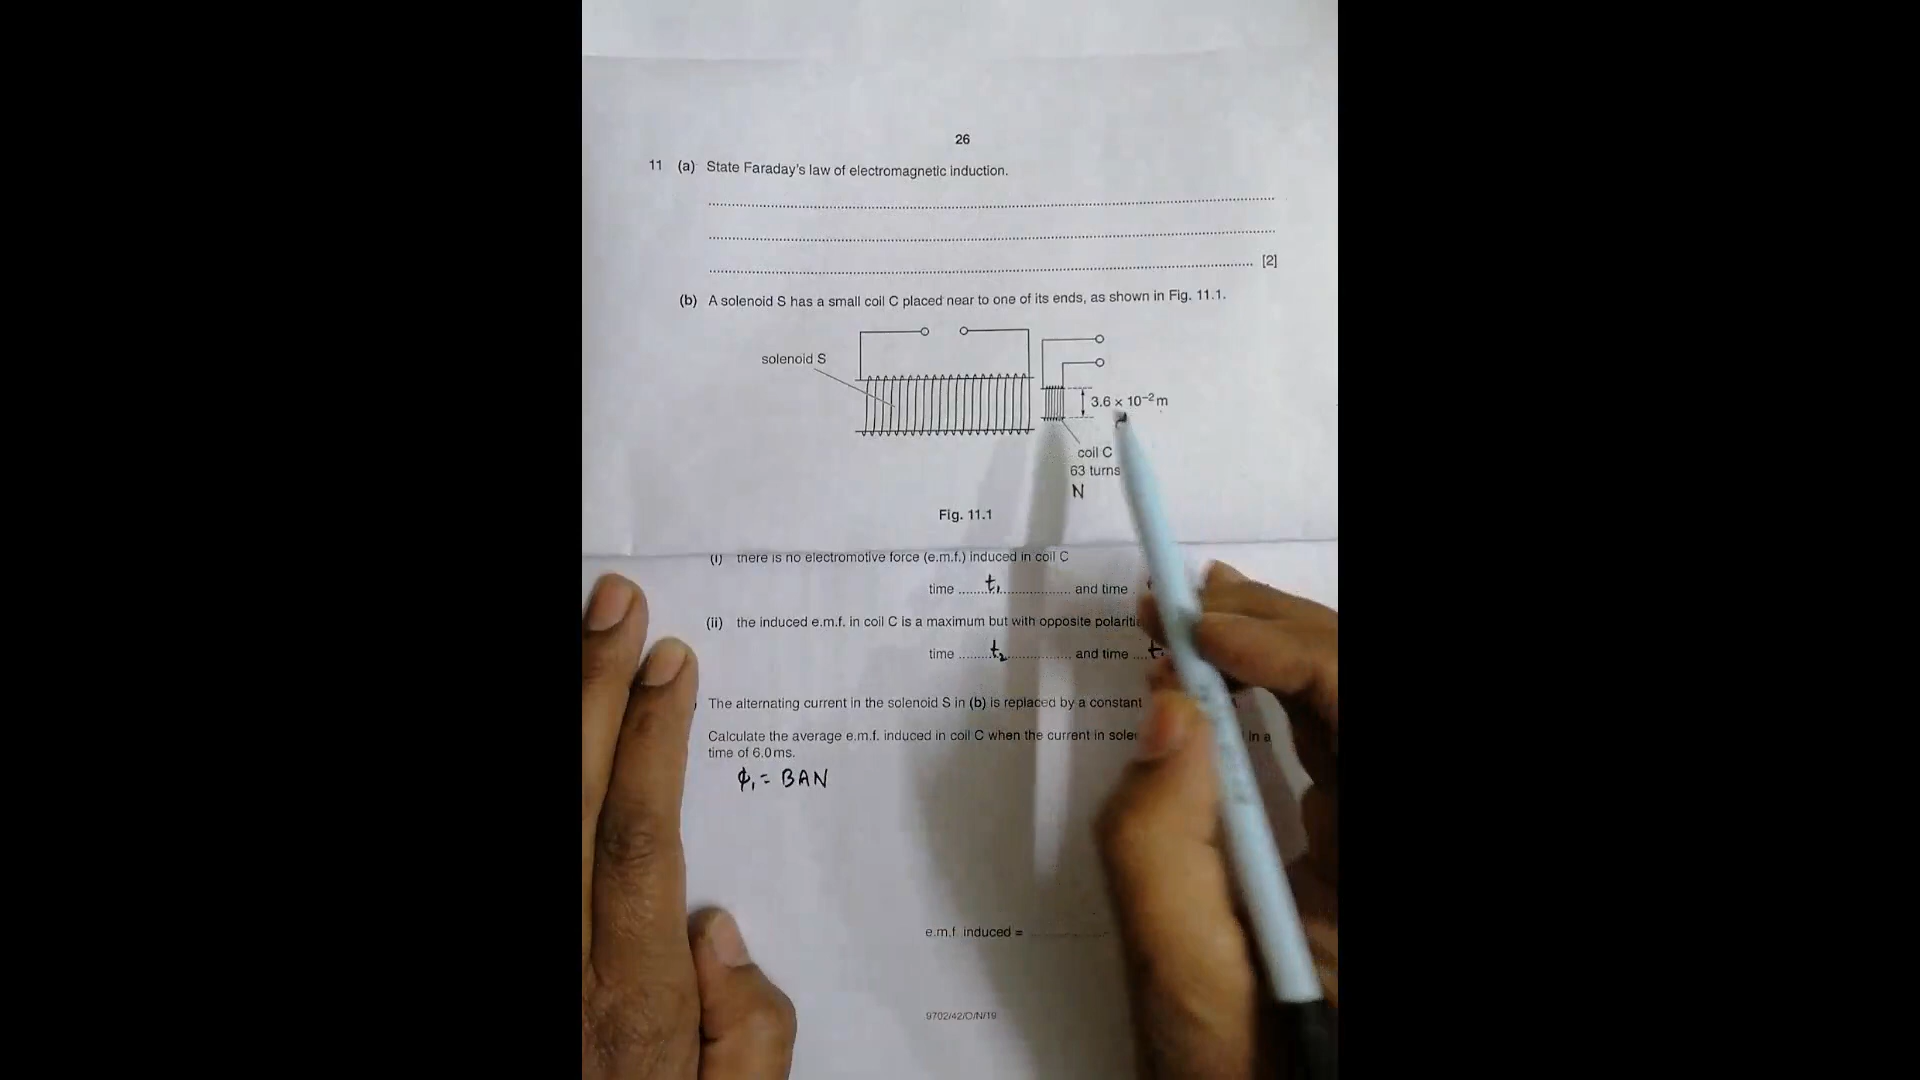 26
11 (a) State Faraday's law of electromagnetic induction.
[2]
(b) A solenoid S has a small coil C placed near to one of its ends, as shown in Fig. 11.1.
solenoid S
3.6 × 10⁻² m
coil C
63 turns
N
Fig. 11.1
(i) there is no electromotive force (e.m.f.) induced in coil C
time ........t₁.................... and time .
(ii) the induced e.m.f. in coil C is a maximum but with opposite
time .........t₂................ and time ....t
The alternating current in the solenoid S in (b) is replaced by a constant
Calculate the average e.m.f. induced in coil C when the current in in a
time of 6.0 ms.
ϕ₁ = BAN
e.m.f. induced = ....................
9702/42/O/N/19